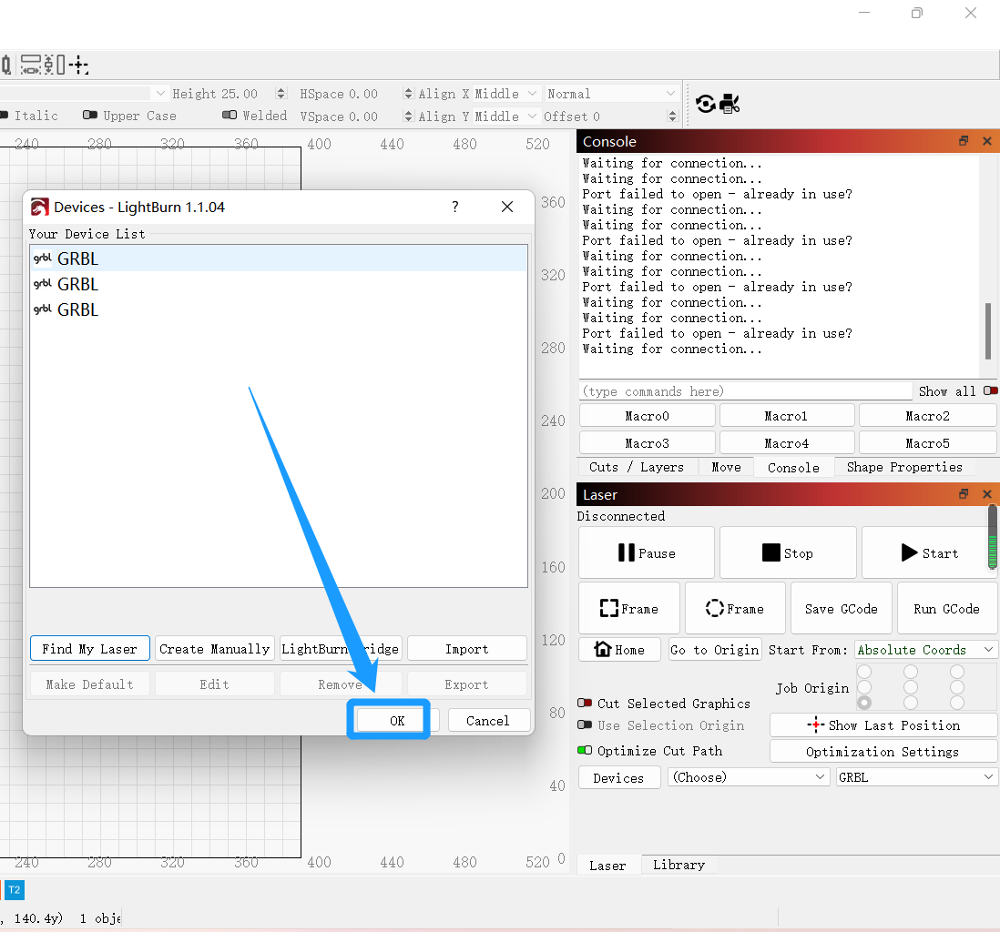 Height 25.00 HSpace 0.00 Align X Middle Normal
Italic Upper Case Welded VSpace 0.00 Align Y Middle Offset 0
240 280 320 360 400 440 480 520
360
320
280
240
200
160
120
80
40
0
Devices - LightBurn 1.1.04 ?
Your Device List
grbl GRBL
grbl GRBL
grbl GRBL
Find My Laser Create Manually LightBurn ridge Import
Make Default Edit Remove Export
OK Cancel
240 280 320 360 400 440 480 520
Console
Waiting for connection...
Waiting for connection...
Port failed to open - already in use?
Waiting for connection...
Waiting for connection...
Port failed to open - already in use?
Waiting for connection...
Waiting for connection...
Port failed to open - already in use?
Waiting for connection...
Waiting for connection...
Port failed to open - already in use?
Waiting for connection...
(type commands here) Show all
Macro0 Macro1 Macro2
Macro3 Macro4 Macro5
Cuts / Layers Move Console Shape Properties
Laser
Disconnected
Pause Stop Start
Frame Frame Save GCode Run GCode
Home Go to Origin Start From: Absolute Coords
Job Origin
Cut Selected Graphics
Use Selection Origin Show Last Position
Optimize Cut Path Optimization Settings
Devices (Choose) GRBL
Laser Library
T2
, 140.4y) 1 obje